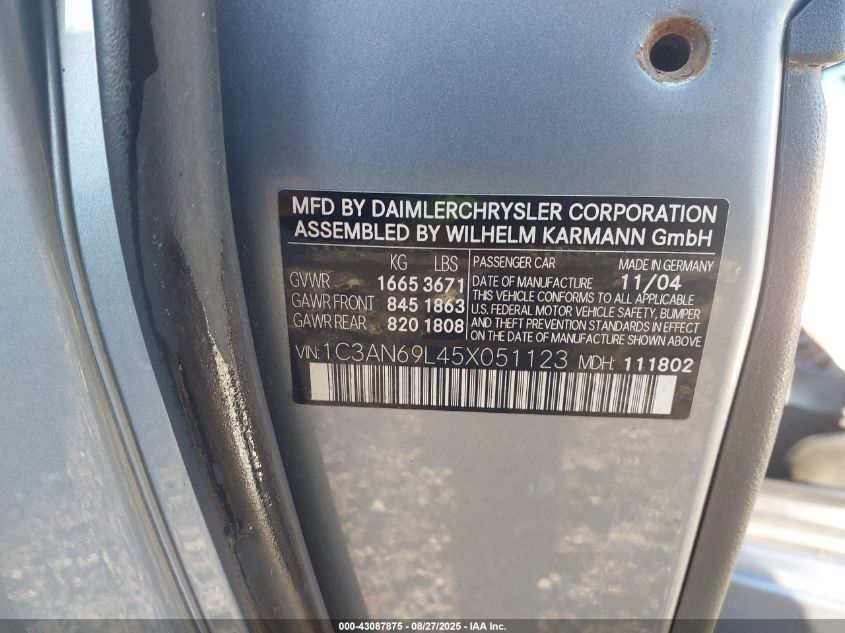 MFD BY DAIMLERCHRYSLER CORPORATION
ASSEMBLED BY WILHELM KARMANN GmbH
KG LBS
GVWR 1665 3671
GAWR FRONT 845 1863
GAWR REAR 820 1808
PASSENGER CAR MADE IN GERMANY
DATE OF MANUFACTURE 11/04
THIS VEHICLE CONFORMS TO ALL APPLICABLE
U.S. FEDERAL MOTOR VEHICLE SAFETY, BUMPER
AND THEFT PREVENTION STANDARDS IN EFFECT
ON THE DATE OF MANUFACTURE SHOWN ABOVE.
VIN: 1C3AN69L45X051123 MDH: 111802
000-43087875 - 08/27/2025 - IAA Inc.